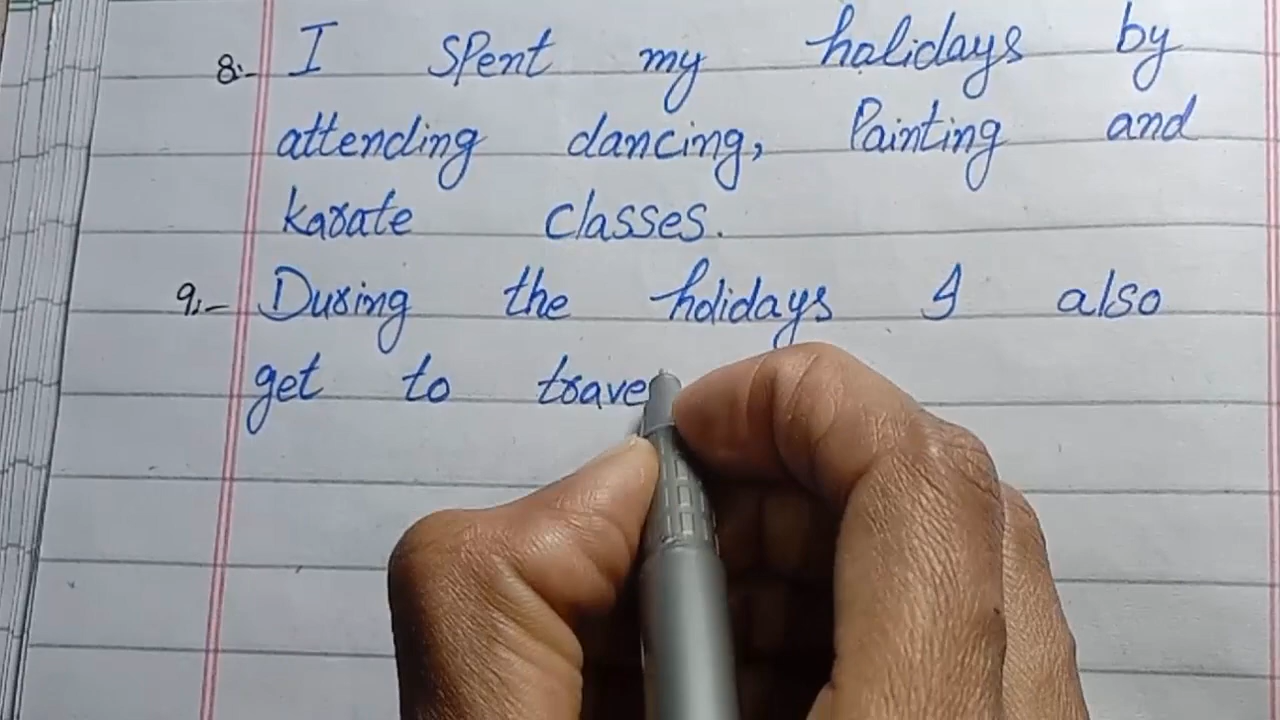 8:- I spent my holidays by
attending dancing, Painting and
karate classes.
9:- During the holidays I also
get to trave